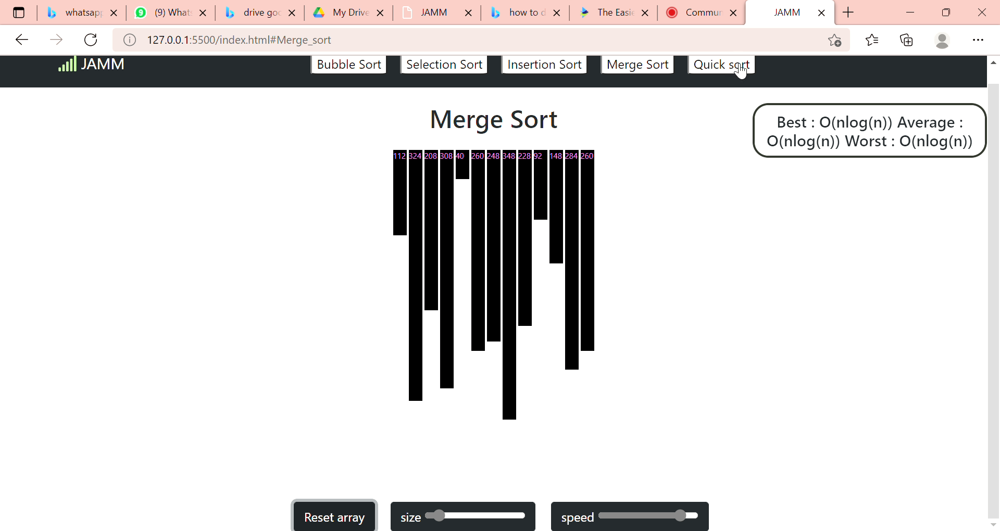 whatsapp
9 (9) Whats
drive goo
My Drive
JAMM
how to d
The Easie
Commun
JAMM
127.0.0.1:5500/index.html#Merge_sort
JAMM
Bubble Sort
Selection Sort
Insertion Sort
Merge Sort
Quick sort
Merge Sort
Best : O(nlog(n)) Average :
O(nlog(n)) Worst : O(nlog(n))
112 324 208 308 40 260 248 348 228 92 148 284 260
Reset array
size
speed